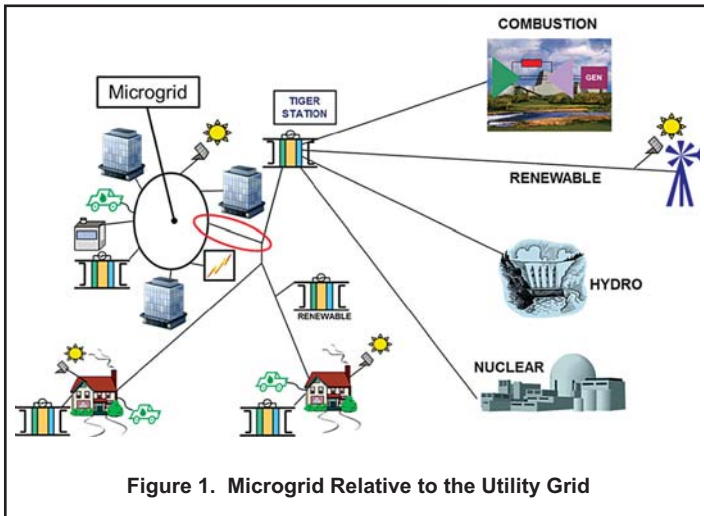 COMBUSTION
GEN
Microgrid
TIGER
STATION
RENEWABLE
HYDRO
RENEWABLE
NUCLEAR
Figure 1. Microgrid Relative to the Utility Grid